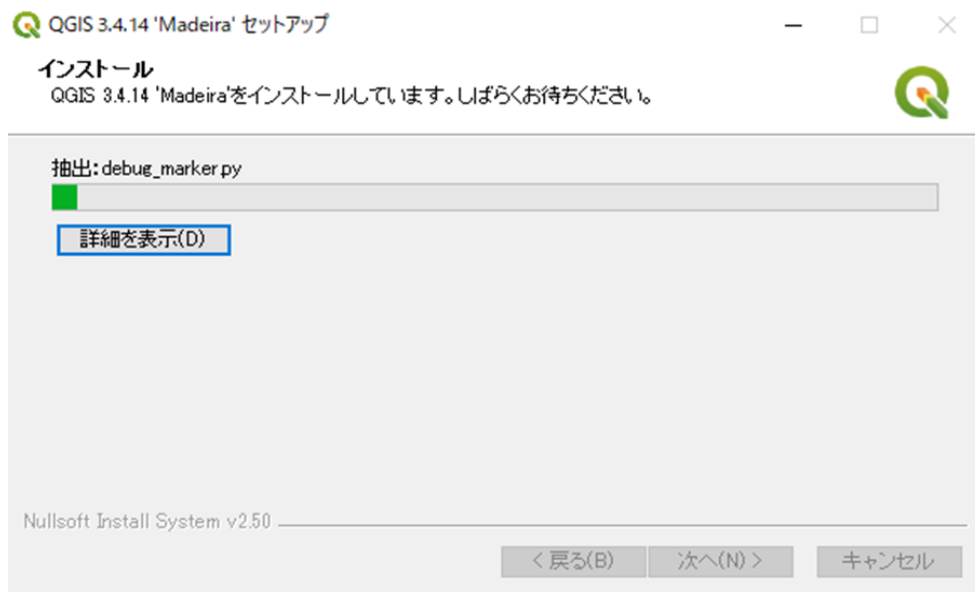 QGIS 3.4.14 'Madeira' セットアップ
インストール
QGIS 3.4.14 'Madeira'をインストールしています。しばらくお待ちください。
抽出: debug_marker.py
詳細を表示(D)
Nullsoft Install System v2.50
< 戻る(B) 次へ(N) > キャンセル